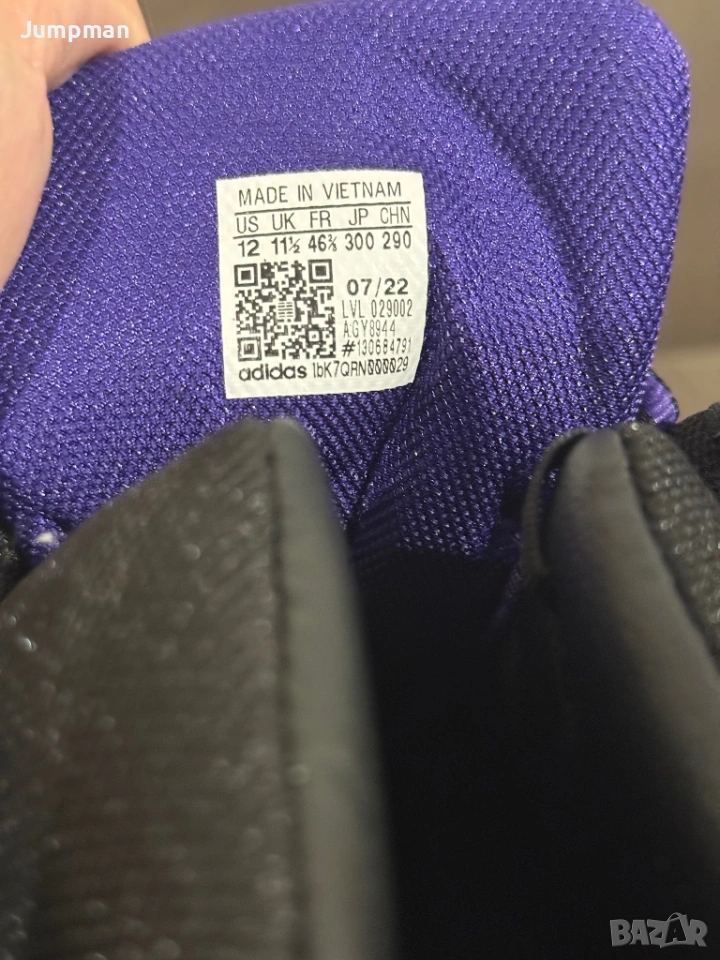 Jumpman
MADE IN VIETNAM
US UK FR JP CHN
12 11½ 46⅔ 300 290
07/22
LVL 029002
AGY8944
#130684791
adidas 1bK7QRN000029
BAZAR